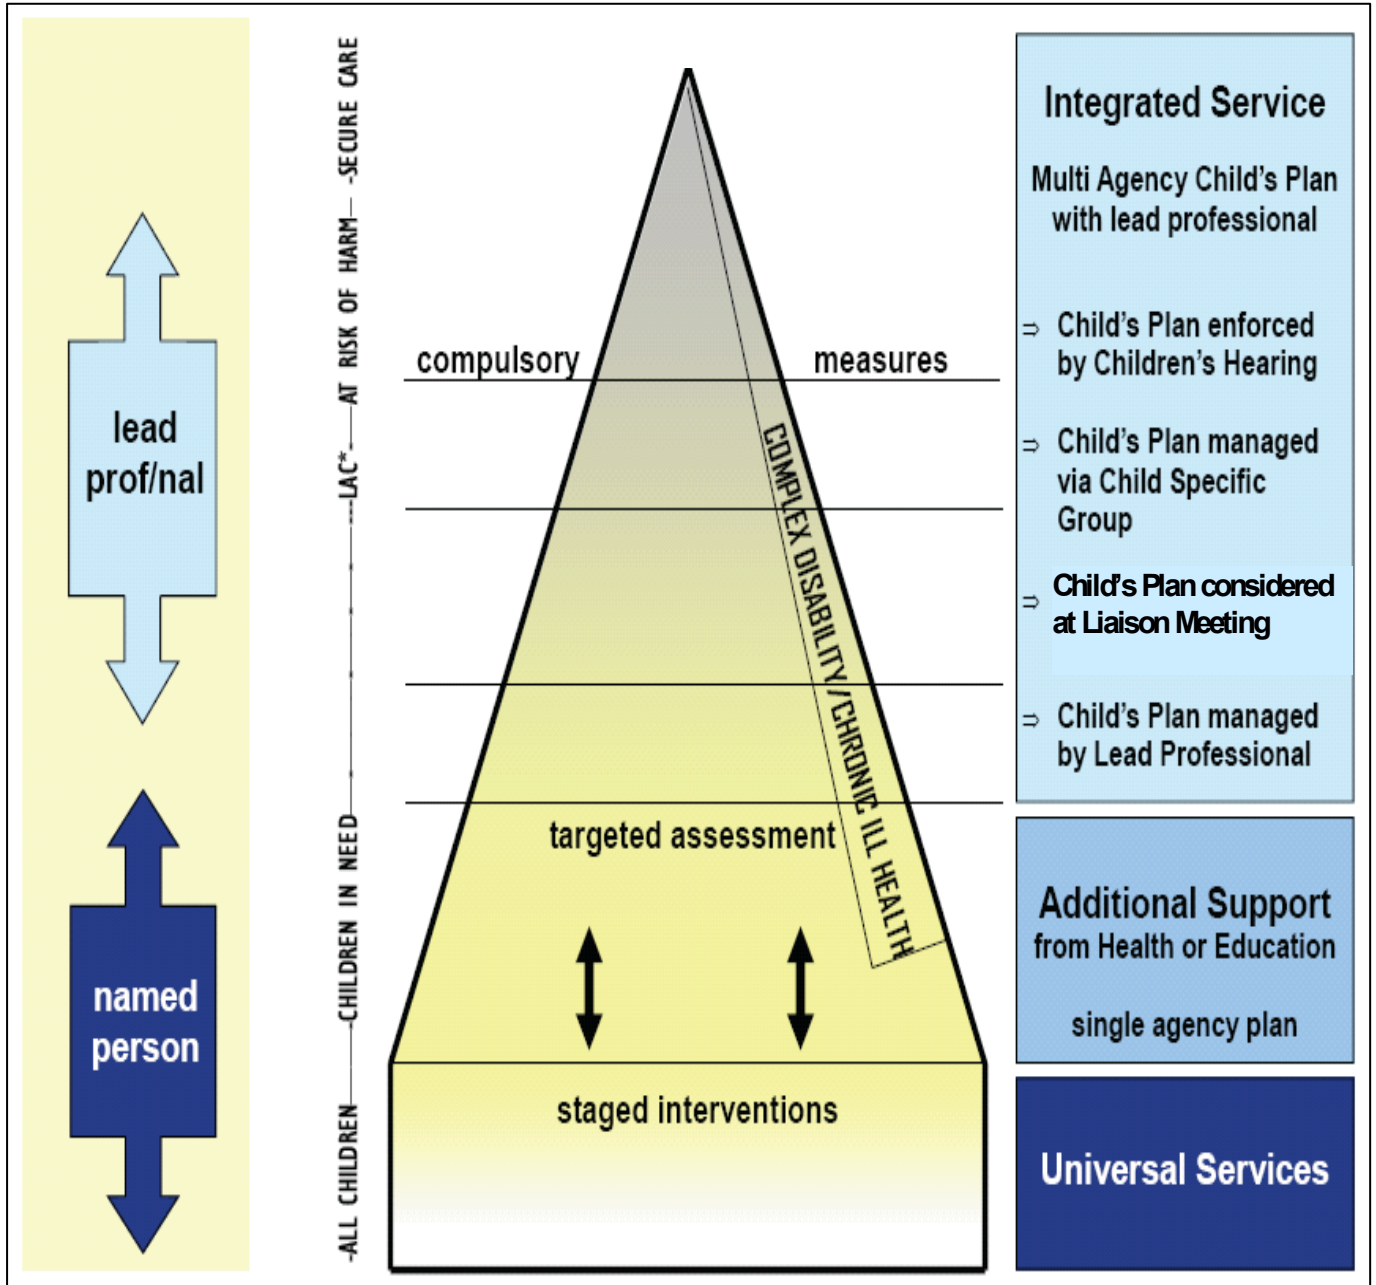 lead
prof/nal
named
person
-ALL CHILDREN———-CHILDREN IN NEED————————---LAC*-——AT RISK OF HARM— -SECURE CARE
compulsory
measures
COMPLEX DISABILITY/CHRONIC ILL HEALTH
targeted assessment
staged interventions
Integrated Service
Multi Agency Child's Plan
with lead professional
⇒ Child's Plan enforced
by Children's Hearing
⇒ Child's Plan managed
via Child Specific
Group
⇒ Child's Plan considered
at Liaison Meeting
⇒ Child's Plan managed
by Lead Professional
Additional Support
from Health or Education
single agency plan
Universal Services